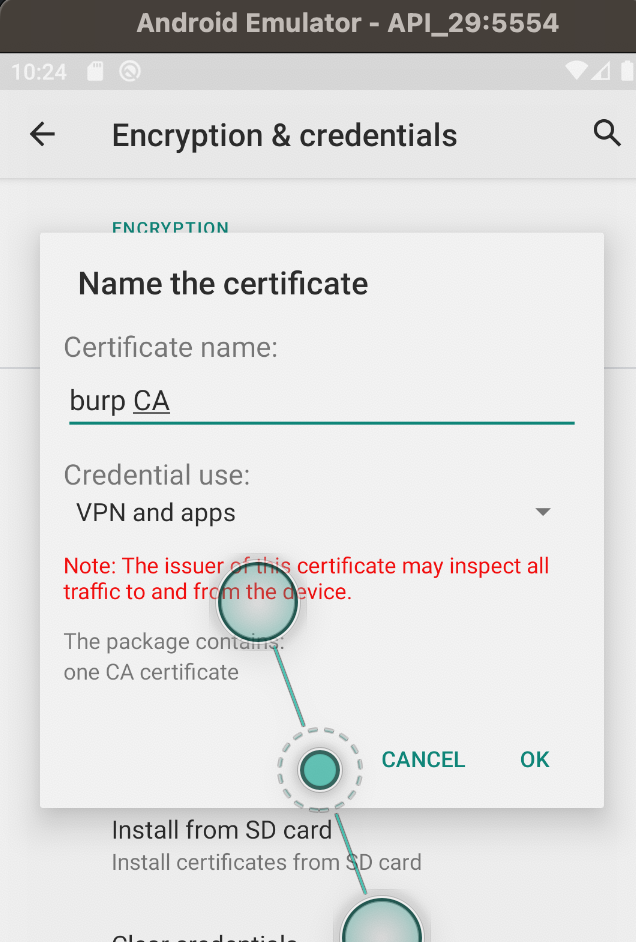 Android Emulator - API_29:5554
10:24
Encryption & credentials
ENCRYPTION
Name the certificate
Certificate name:
burp CA
Credential use:
VPN and apps
Note: The issuer of this certificate may inspect all
traffic to and from the device.
The package contains:
one CA certificate
CANCEL OK
Install from SD card
Install certificates from SD card
Clear credentials